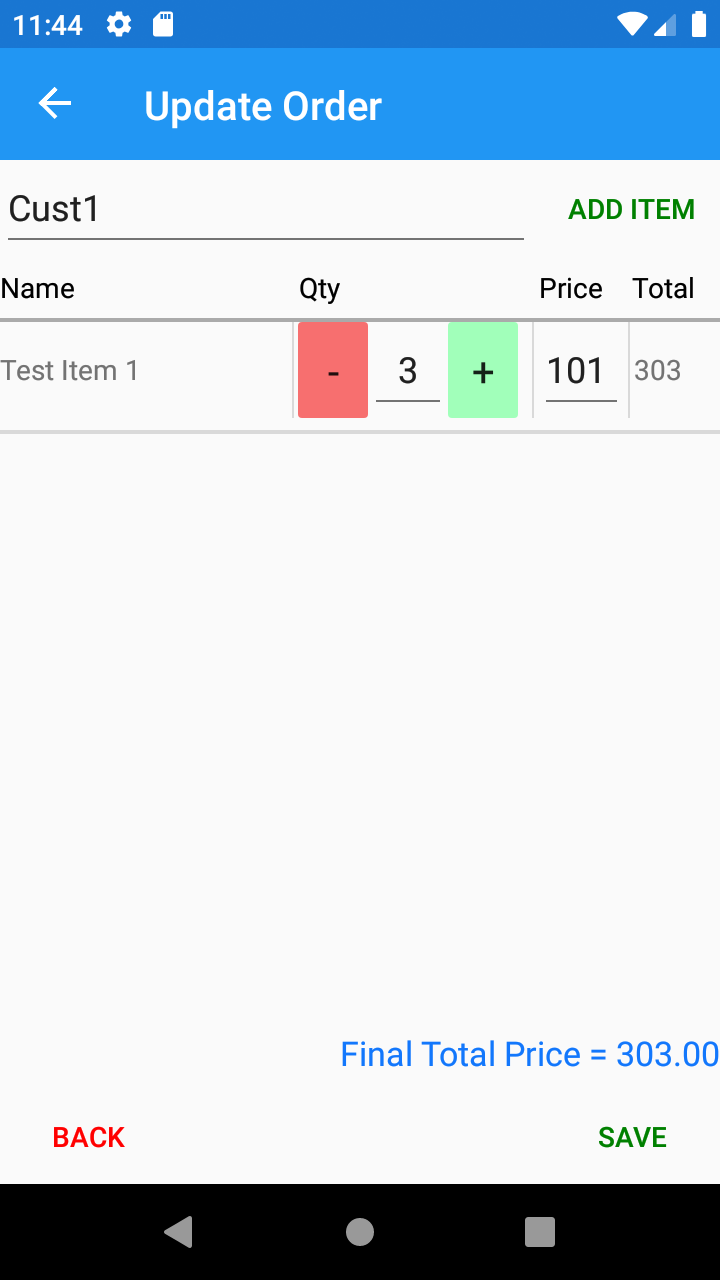 11:44
Update Order
Cust1 ADD ITEM
Name Qty Price Total
Test Item 1 - 3 + 101 303
Final Total Price = 303.00
BACK SAVE